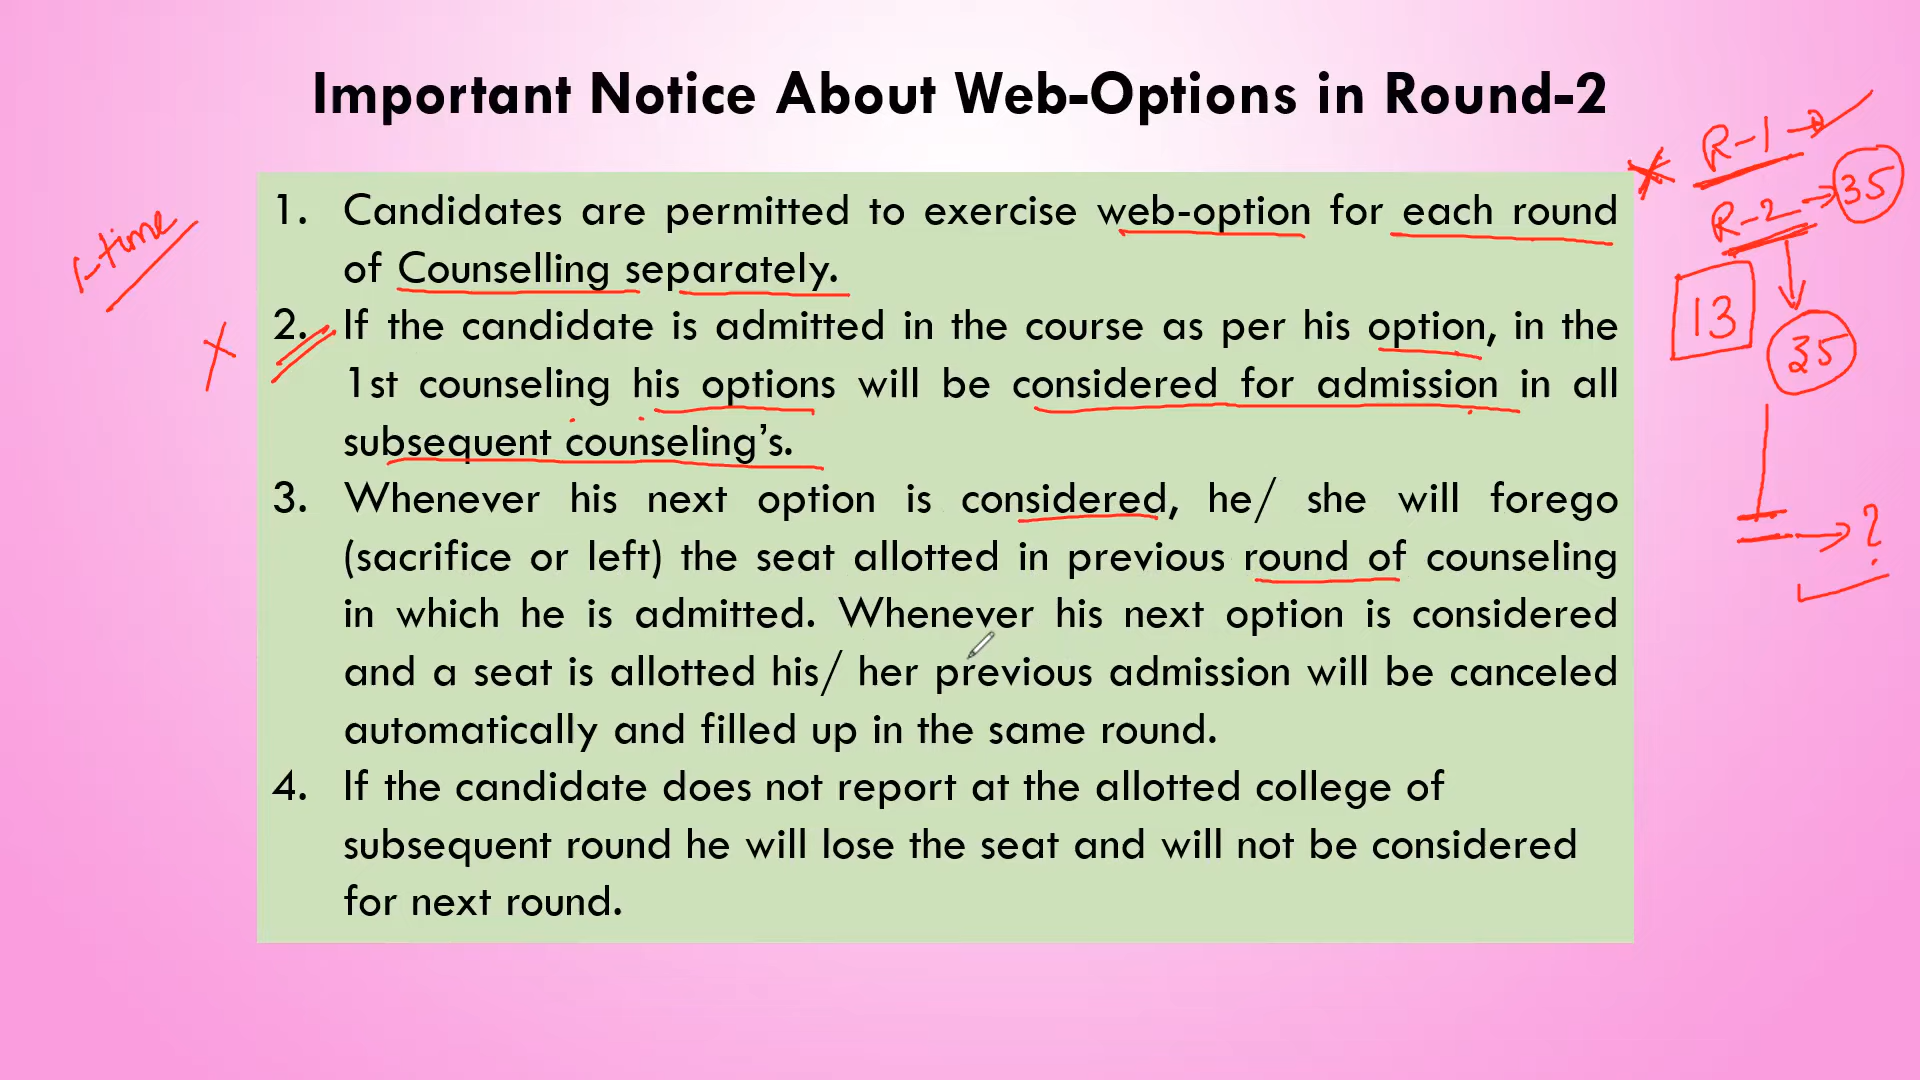 Important Notice About Web-Options in Round-2
1. Candidates are permitted to exercise web-option for each round
of Counselling separately.
2. If the candidate is admitted in the course as per his option, in the
1st counseling his options will be considered for admission in all
subsequent counseling’s.
3. Whenever his next option is considered, he/ she will forego
(sacrifice or left) the seat allotted in previous round of counseling
in which he is admitted. Whenever his next option is considered
and a seat is allotted his/ her previous admission will be canceled
automatically and filled up in the same round.
4. If the candidate does not report at the allotted college of
subsequent round he will lose the seat and will not be considered
for next round.
1-time
R-1
R-2 → 35
13
35
→ ?